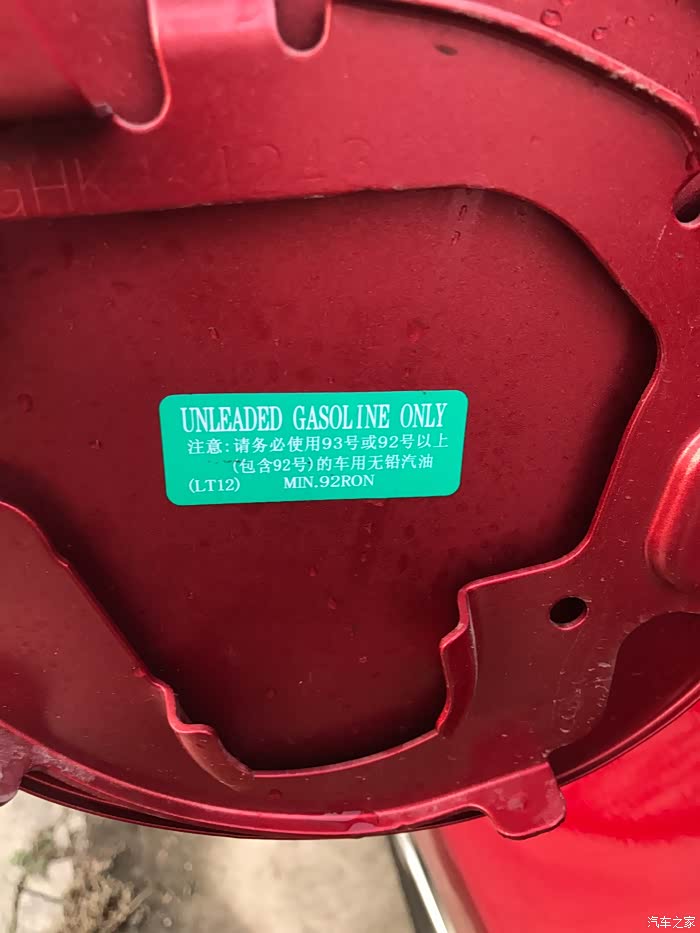 UNLEADED GASOLINE ONLY
注意:请务必使用93号或92号以上
(包含92号)的车用无铅汽油
(LT12) MIN.92RON
汽车之家